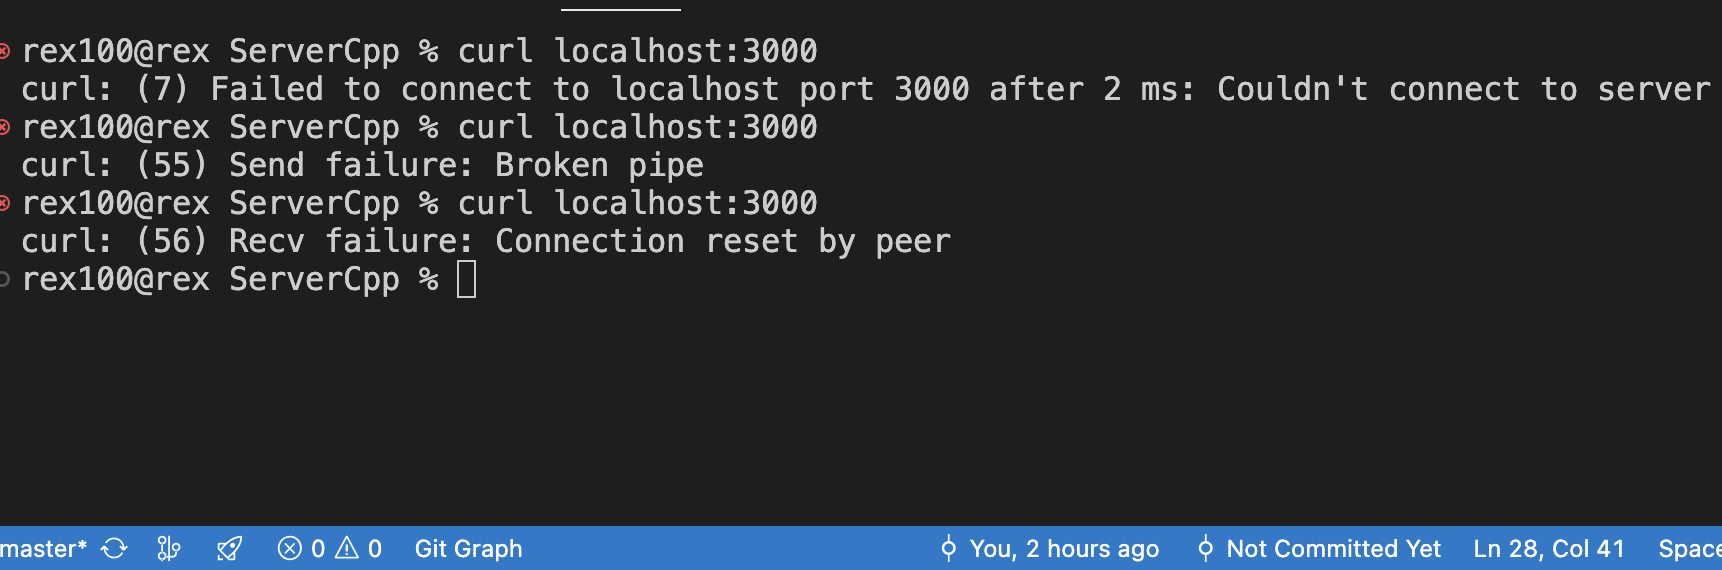 rex100@rex ServerCpp % curl localhost:3000
curl: (7) Failed to connect to localhost port 3000 after 2 ms: Couldn't connect to server
rex100@rex ServerCpp % curl localhost:3000
curl: (55) Send failure: Broken pipe
rex100@rex ServerCpp % curl localhost:3000
curl: (56) Recv failure: Connection reset by peer
rex100@rex ServerCpp %
master* 0 0 Git Graph You, 2 hours ago Not Committed Yet Ln 28, Col 41